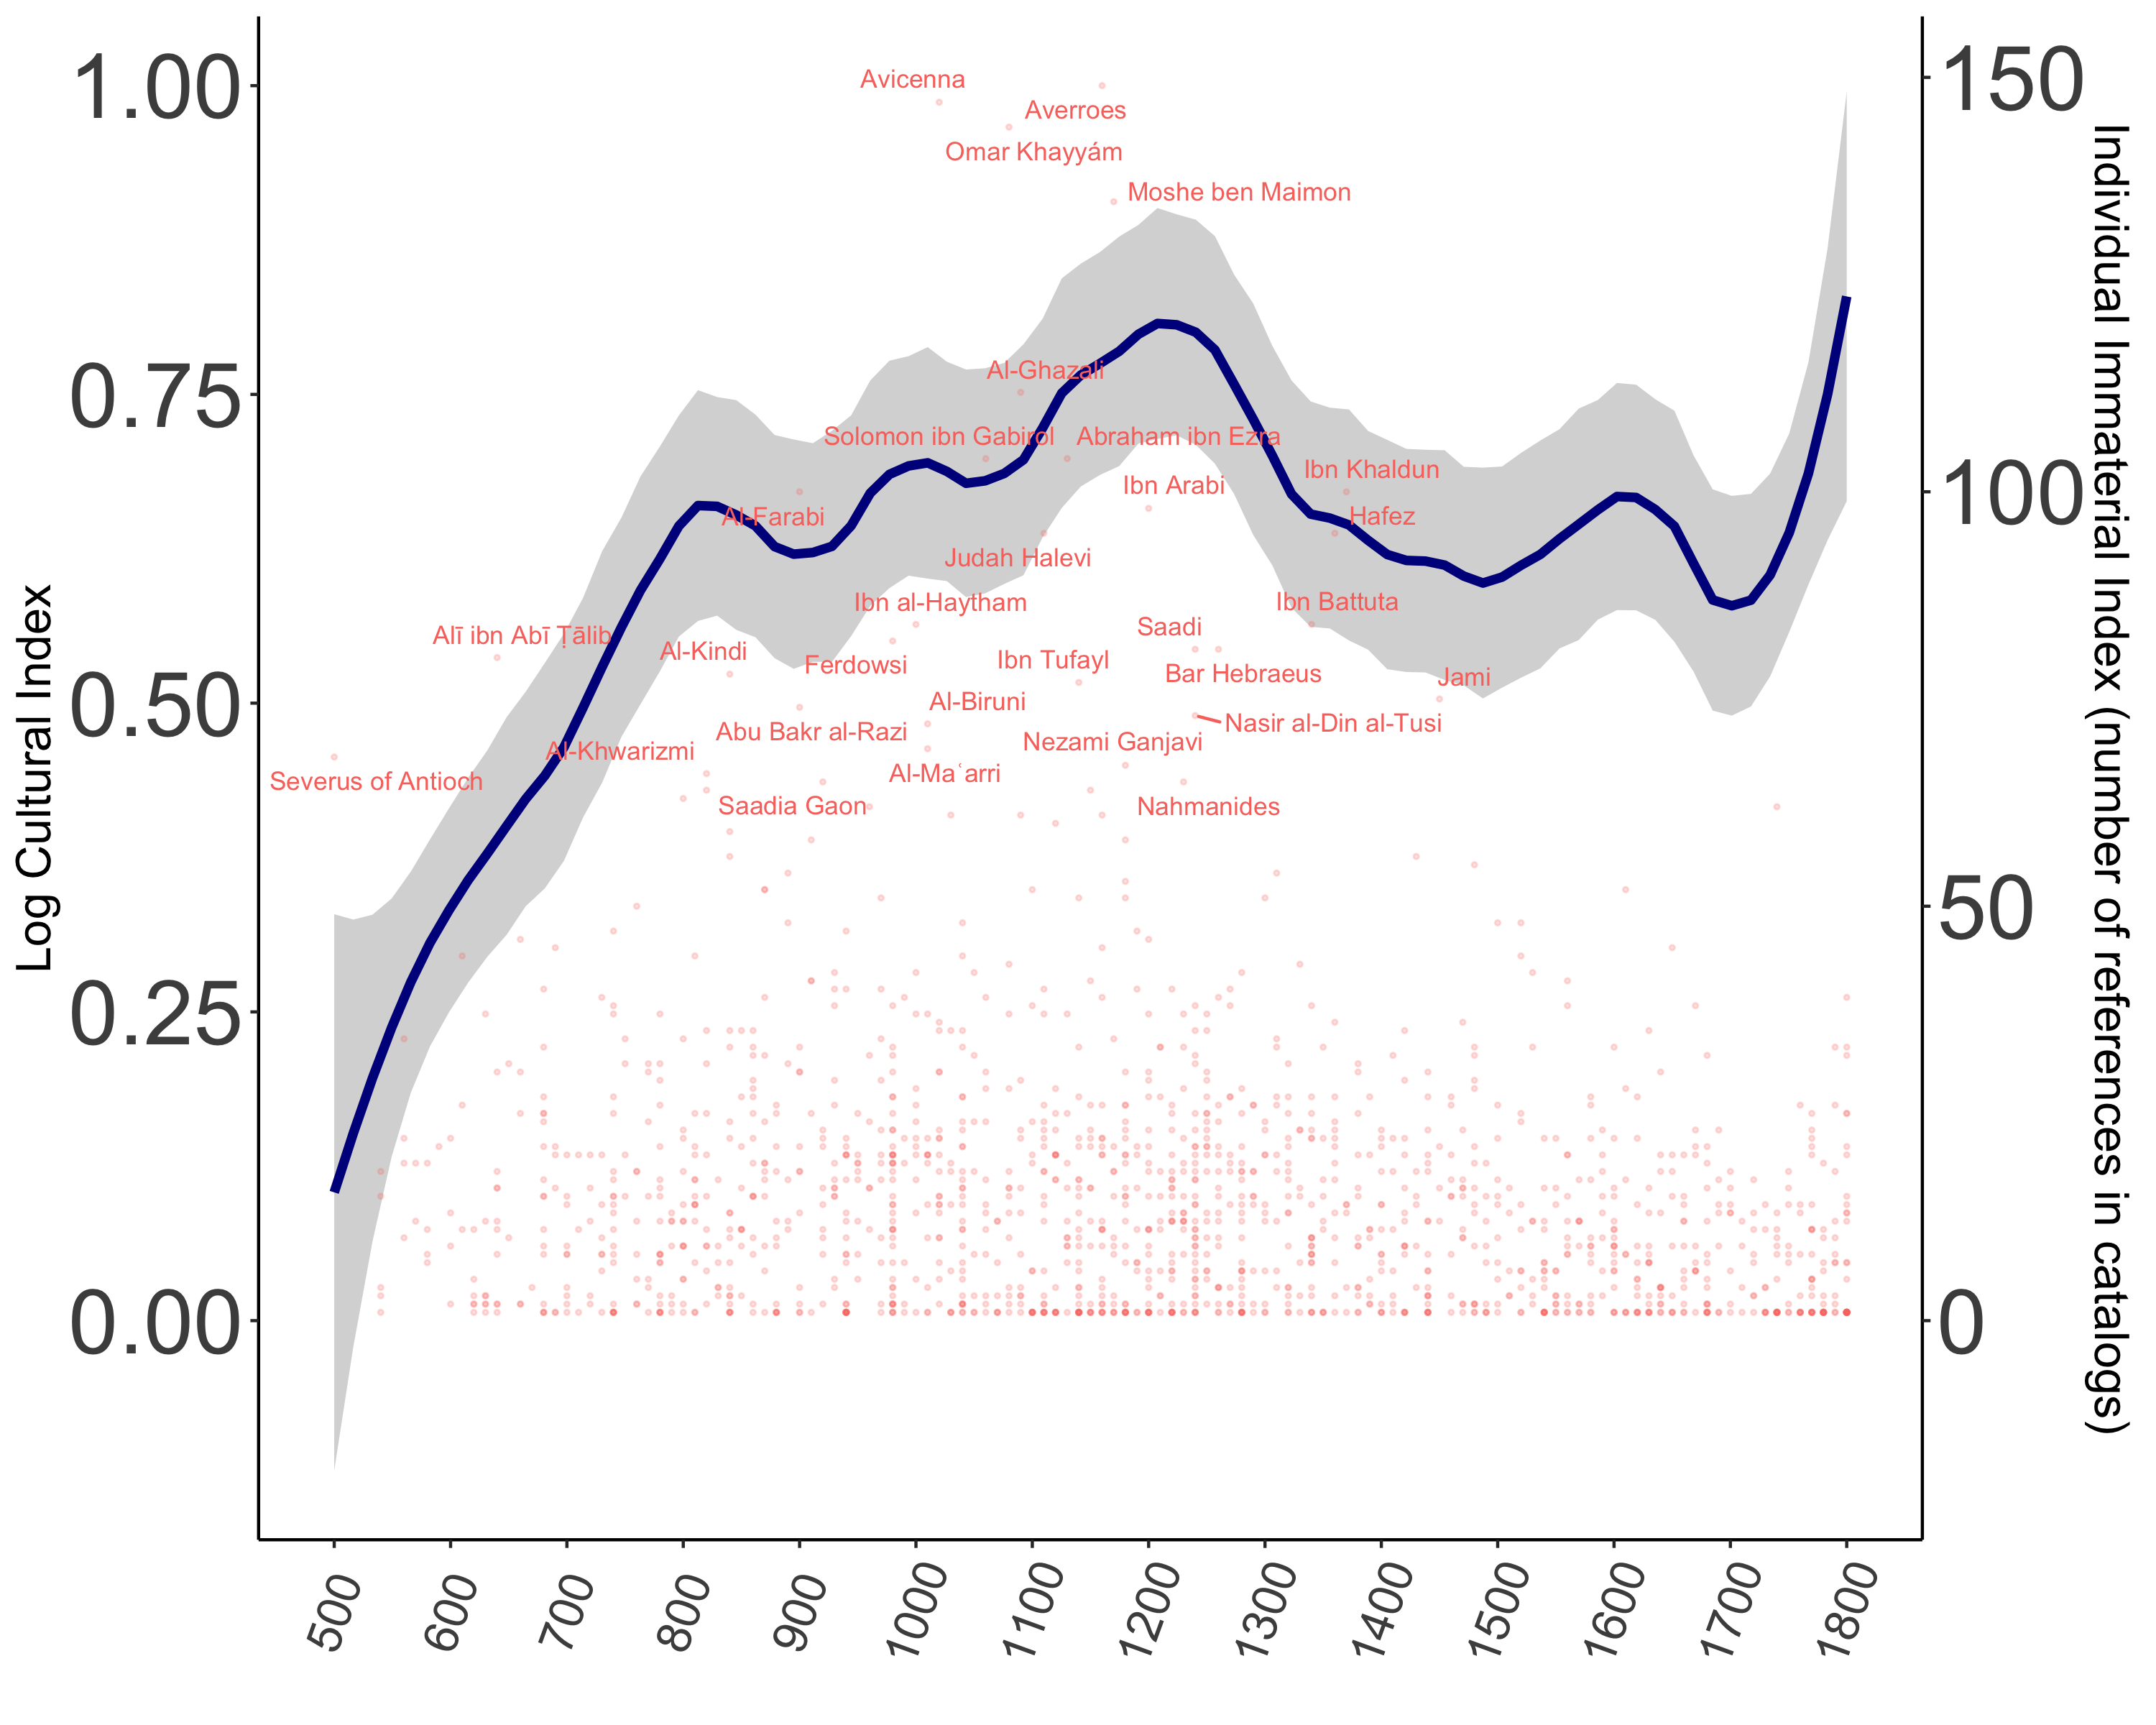 1.00
0.75
0.50
0.25
0.00
Log Cultural Index
150
100
50
0
Individual Immaterial Index (number of references in catalogs)
Avicenna
Averroes
Omar Khayyám
Moshe ben Maimon
Al-Ghazali
Solomon ibn Gabirol
Abraham ibn Ezra
Ibn Khaldun
Ibn Arabi
Al-Farabi
Hafez
Judah Halevi
Ibn al-Haytham
Ibn Battuta
Saadi
Alī ibn Abī Ṭālib
Al-Kindi
Ferdowsi
Ibn Tufayl
Bar Hebraeus
Jami
Al-Biruni
Abu Bakr al-Razi
Nasir al-Din al-Tusi
Nezami Ganjavi
Al-Khwarizmi
Al-Maʿarri
Severus of Antioch
Saadia Gaon
Nahmanides
500
600
700
800
900
1000
1100
1200
1300
1400
1500
1600
1700
1800